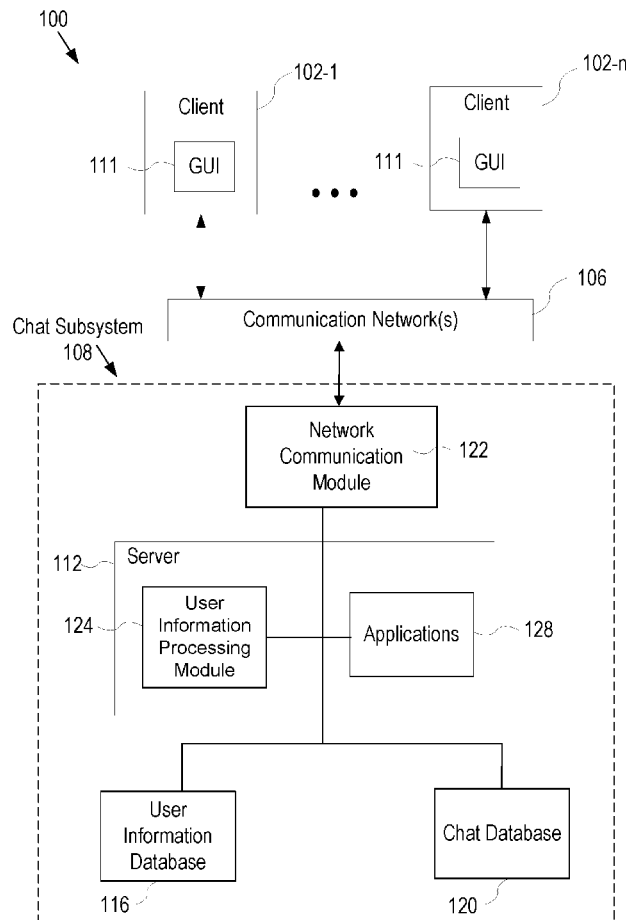 100
102-1
102-n
Client
Client
111
GUI
111
GUI
106
Communication Network(s)
Chat Subsystem
108
Network
Communication
Module
122
112
Server
124
User
Information
Processing
Module
Applications
128
User
Information
Database
Chat Database
116
120